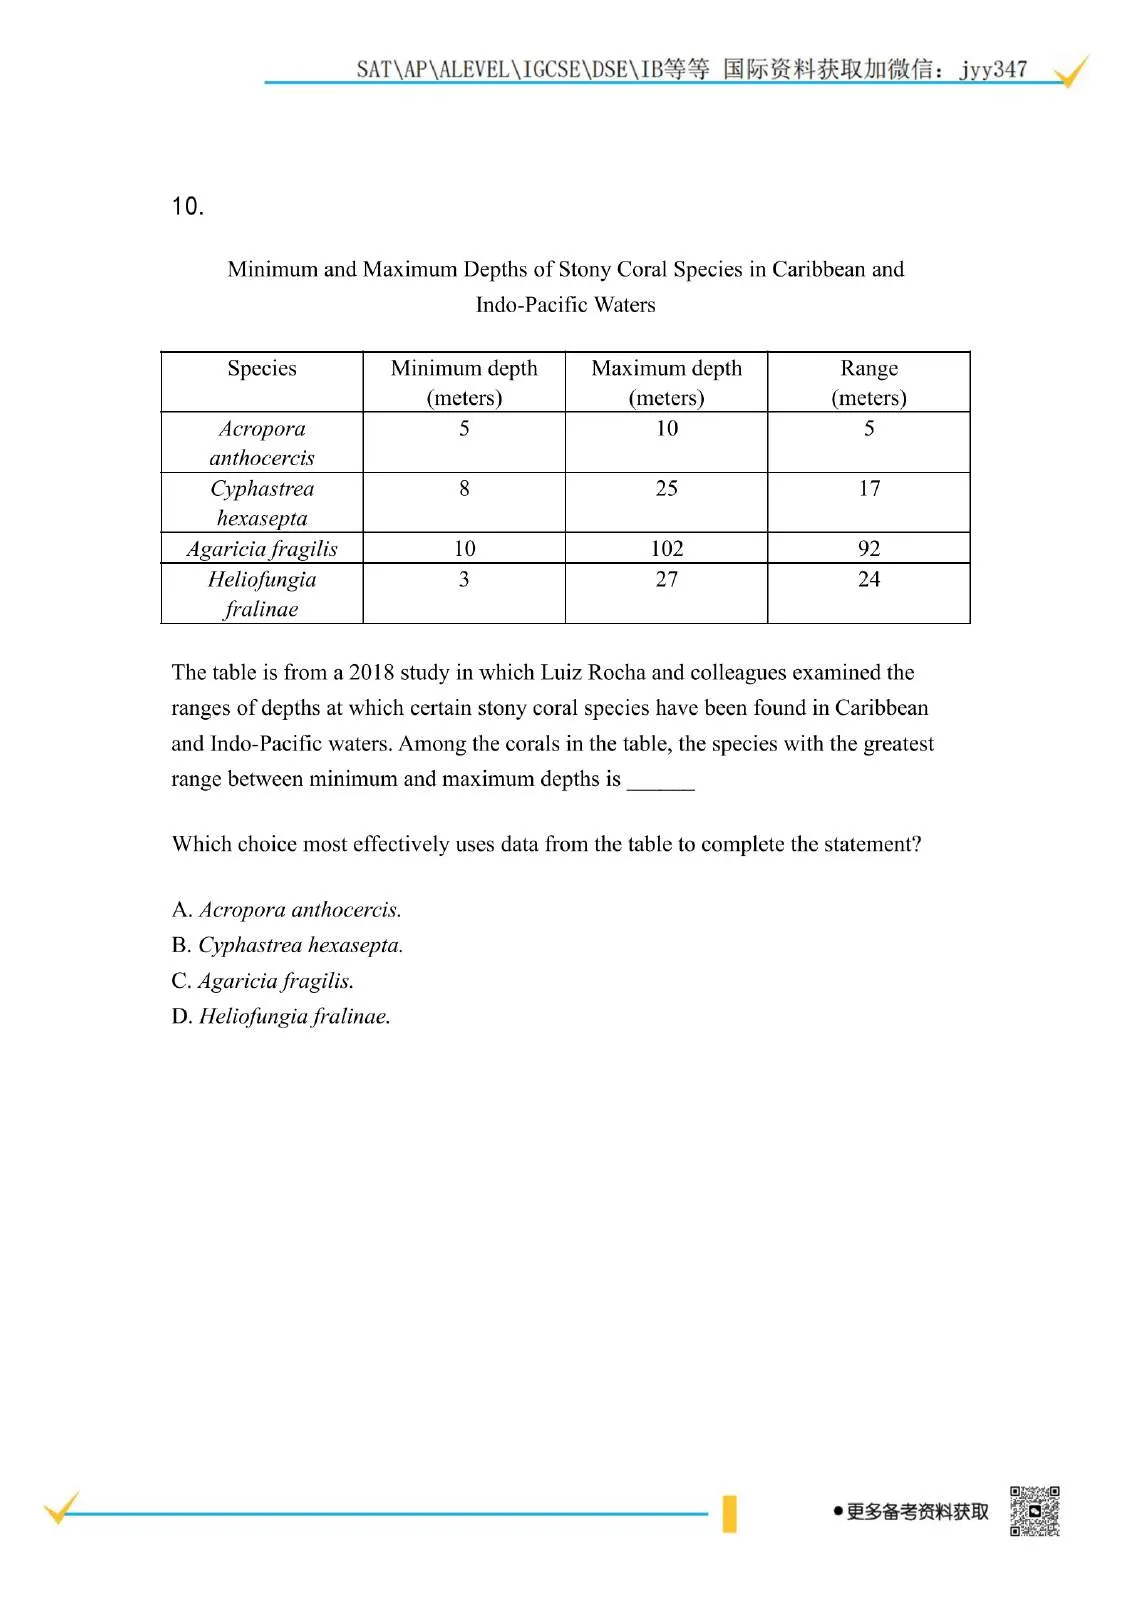 SAT\AP\ALEVEL\IGCSE\DSE\IB等等 国际资料获取加微信：jyy347
10.
Minimum and Maximum Depths of Stony Coral Species in Caribbean and
Indo-Pacific Waters
Species Minimum depth (meters) Maximum depth (meters) Range (meters)
Acropora anthocercis 5 10 5
Cyphastrea hexasepta 8 25 17
Agaricia fragilis 10 102 92
Heliofungia fralinae 3 27 24
The table is from a 2018 study in which Luiz Rocha and colleagues examined the
ranges of depths at which certain stony coral species have been found in Caribbean
and Indo-Pacific waters. Among the corals in the table, the species with the greatest
range between minimum and maximum depths is ______
Which choice most effectively uses data from the table to complete the statement?
A. Acropora anthocercis.
B. Cyphastrea hexasepta.
C. Agaricia fragilis.
D. Heliofungia fralinae.
●更多备考资料获取